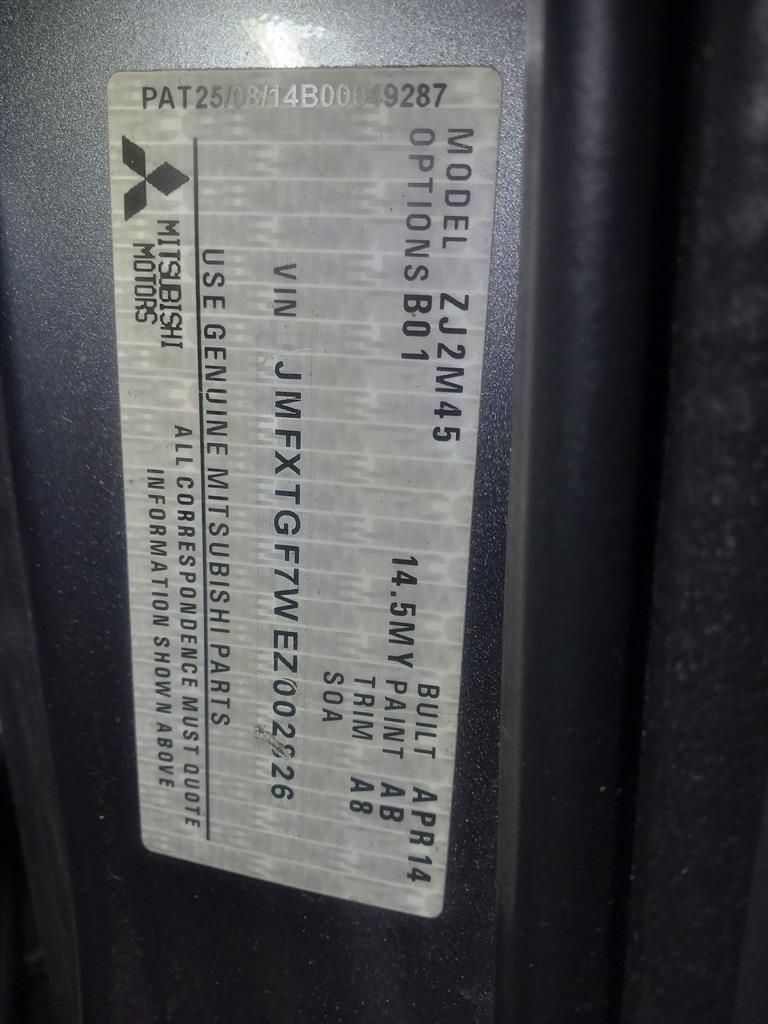 PAT25/08/14B00049287
MODEL ZJ2M45 BUILT APR14
OPTIONS B01 14.5MY PAINT AB
TRIM A8
SOA
VIN
USE GENUINE MITSUBISHI PARTS
MITSUBISHI
MOTORS
ALL CORRESPONDENCE MUST QUOTE
INFORMATION SHOWN ABOVE